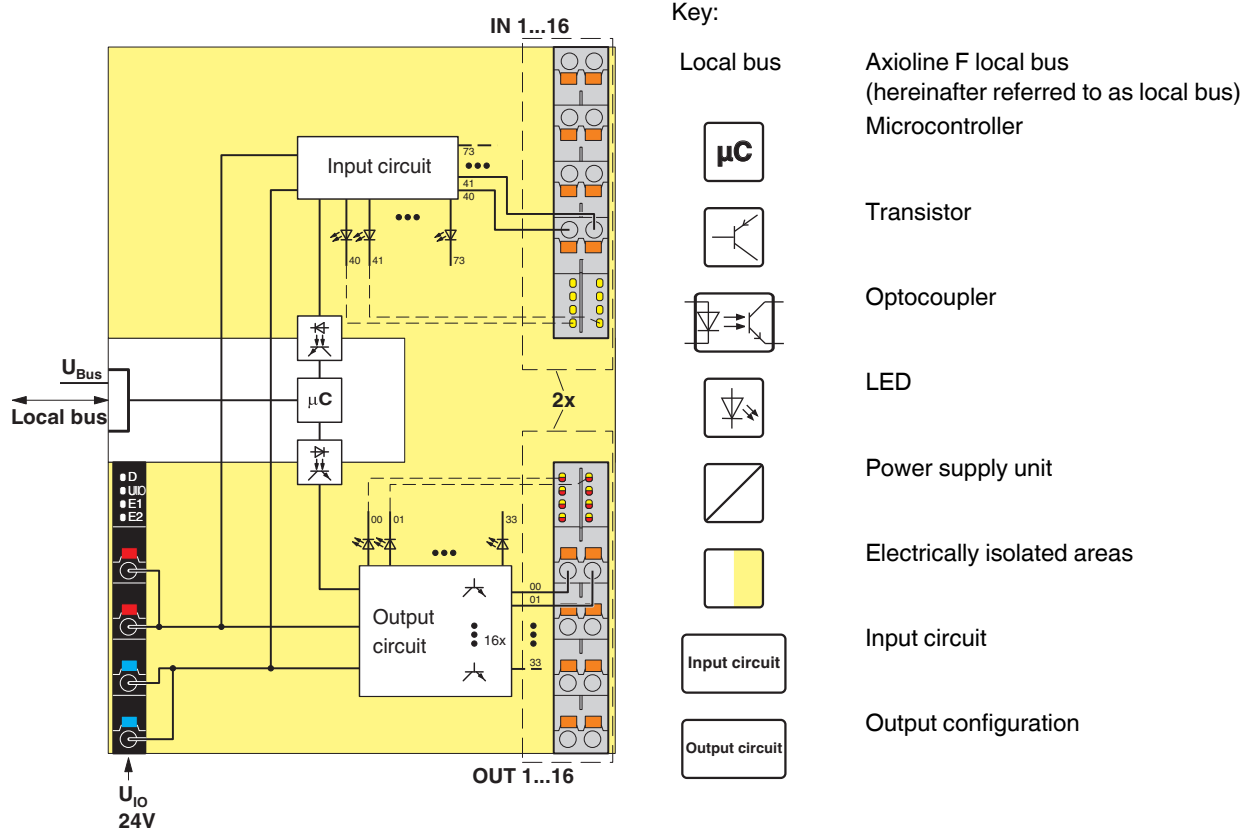 IN 1...16
Input circuit
73
41
40
40
41
73
U Bus
Local bus
µC
2x
D
UIO
E1
E2
00
01
33
Output
circuit
16x
00
01
33
OUT 1...16
U IO
24V
Key:
Local bus
Axioline F local bus
(hereinafter referred to as local bus)
µC
Microcontroller
Transistor
Optocoupler
LED
Power supply unit
Electrically isolated areas
Input circuit
Input circuit
Output circuit
Output configuration